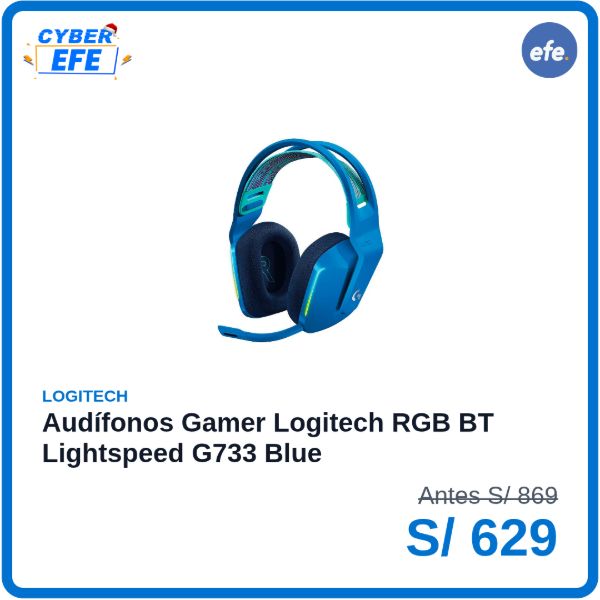 CYBER
EFE
efe.
LOGITECH
Audífonos Gamer Logitech RGB BT
Lightspeed G733 Blue
Antes S/ 869
S/ 629